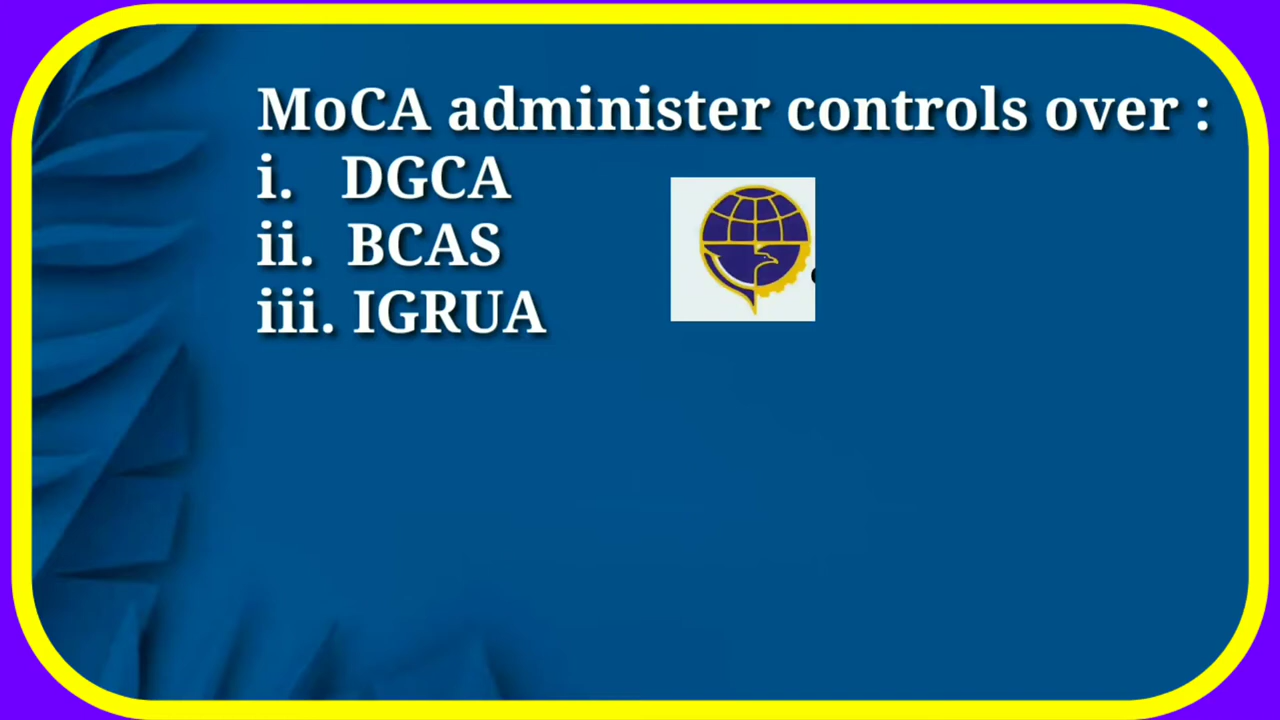 MoCA administer controls over :
i. DGCA
ii. BCAS
iii. IGRUA